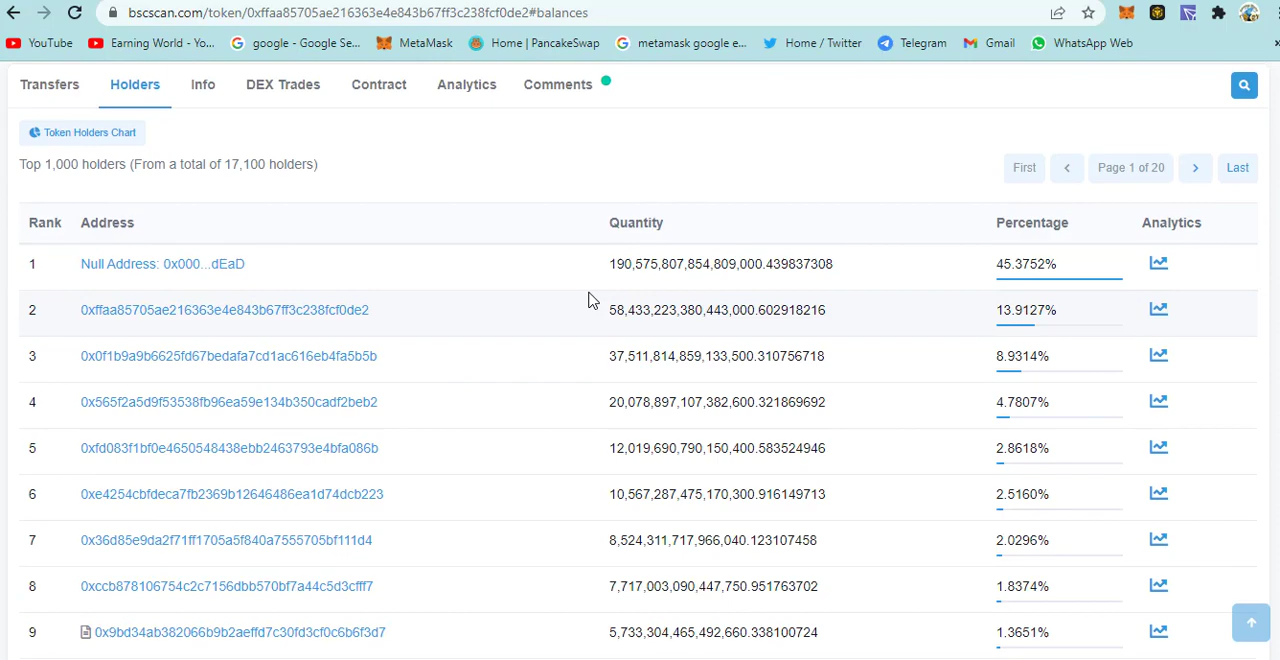 bscscan.com/token/0xffaa85705ae216363e4e843b67ff3c238fcf0de2#balances
YouTube Earning World - Yo... google - Google Se... MetaMask Home | PancakeSwap metamask google e... Home / Twitter Telegram Gmail WhatsApp Web
Transfers Holders Info DEX Trades Contract Analytics Comments
Token Holders Chart
Top 1,000 holders (From a total of 17,100 holders)
First Page 1 of 20 Last
Rank Address Quantity Percentage Analytics
1 Null Address: 0x000...dEaD 190,575,807,854,809,000.439837308 45.3752%
2 0xffaa85705ae216363e4e843b67ff3c238fcf0de2 58,433,223,380,443,000.602918216 13.9127%
3 0x0f1b9a9b6625fd67bedafa7cd1ac616eb4fa5b5b 37,511,814,859,133,500.310756718 8.9314%
4 0x565f2a5d9f53538fb96ea59e134b350cadf2beb2 20,078,897,107,382,600.321869692 4.7807%
5 0xfd083f1bf0e4650548438ebb2463793e4bfa086b 12,019,690,790,150,400.583524946 2.8618%
6 0xe4254cbfdeca7fb2369b12646486ea1d74dcb223 10,567,287,475,170,300.916149713 2.5160%
7 0x36d85e9da2f71ff1705a5f840a7555705bf111d4 8,524,311,717,966,040.123107458 2.0296%
8 0xccb878106754c2c7156dbb570bf7a44c5d3cfff7 7,717,003,090,447,750.951763702 1.8374%
9 0x9bd34ab382066b9b2aeffd7c30fd3cf0c6b6f3d7 5,733,304,465,492,660.338100724 1.3651%